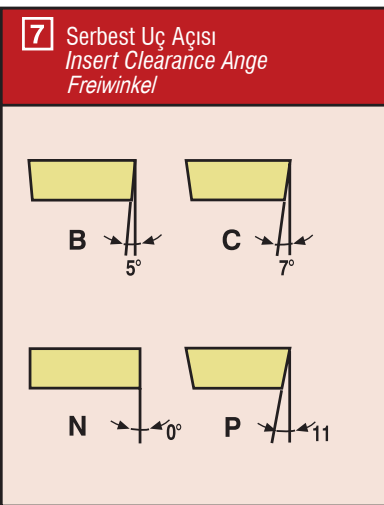 7 Serbest Uç Açısı
Insert Clearance Ange
Freiwinkel
B
5°
C
7°
N
0°
P
11